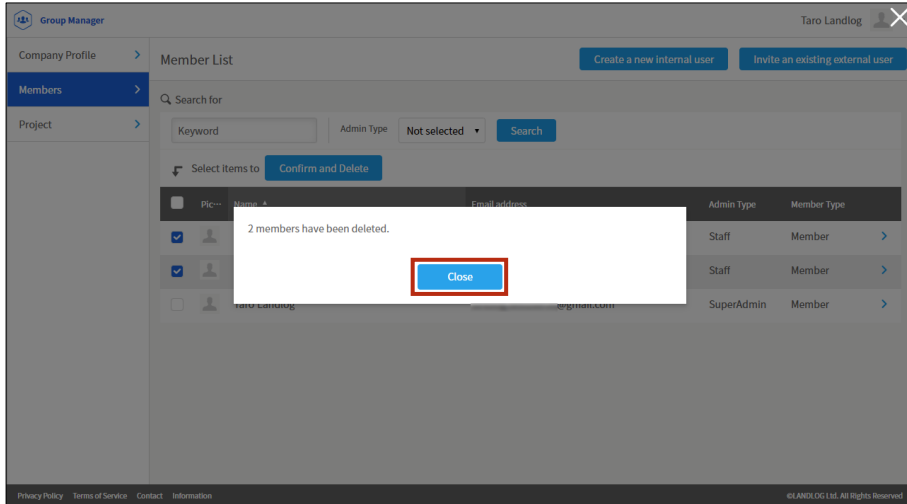 Group Manager
Taro Landlog
Company Profile
Members
Project
Member List
Create a new internal user
Invite an existing external user
Search for
Keyword
Admin Type
Not selected
Search
Select items to
Confirm and Delete
Pic··· Name Email address Admin Type Member Type
2 members have been deleted.
Close
Staff Member
Staff Member
Taro Landlog @gmail.com SuperAdmin Member
Privacy Policy Terms of Service Contact Information
©LANDLOG Ltd. All Rights Reserved